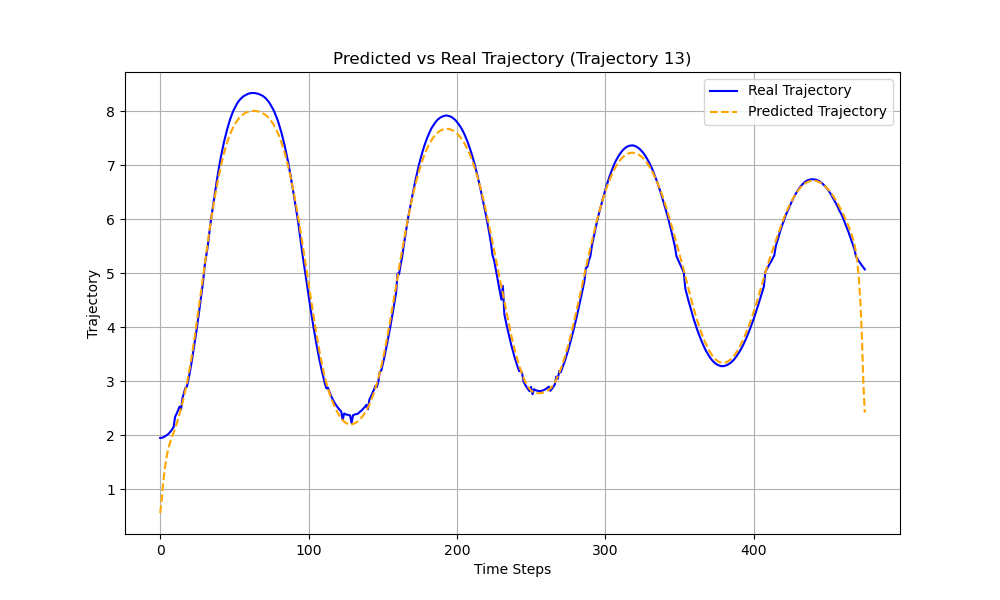 Predicted vs Real Trajectory (Trajectory 13)
Real Trajectory
Predicted Trajectory
Trajectory
8
7
6
5
4
3
2
1
0 100 200 300 400
Time Steps